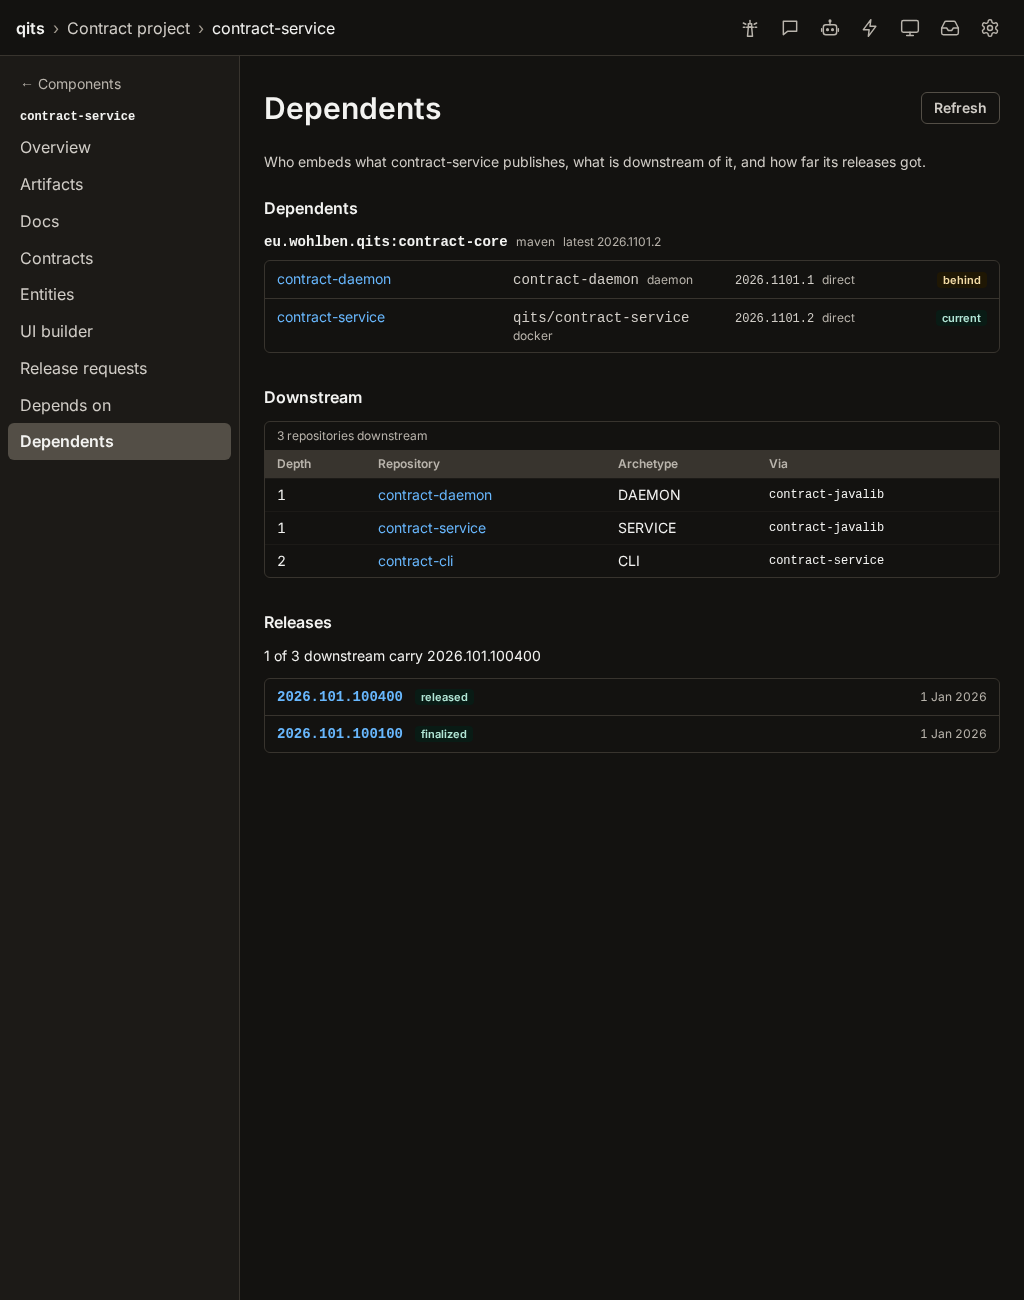 qits › Contract project › contract-service
← Components
contract-service
Overview
Artifacts
Docs
Contracts
Entities
UI builder
Release requests
Depends on
Dependents
Dependents
Refresh
Who embeds what contract-service publishes, what is downstream of it, and how far its releases got.
Dependents
eu.wohlben.qits:contract-core maven latest 2026.1101.2
contract-daemon contract-daemon daemon 2026.1101.1 direct behind
contract-service qits/contract-service docker 2026.1101.2 direct current
Downstream
3 repositories downstream
Depth Repository Archetype Via
1 contract-daemon DAEMON contract-javalib
1 contract-service SERVICE contract-javalib
2 contract-cli CLI contract-service
Releases
1 of 3 downstream carry 2026.101.100400
2026.101.100400 released 1 Jan 2026
2026.101.100100 finalized 1 Jan 2026